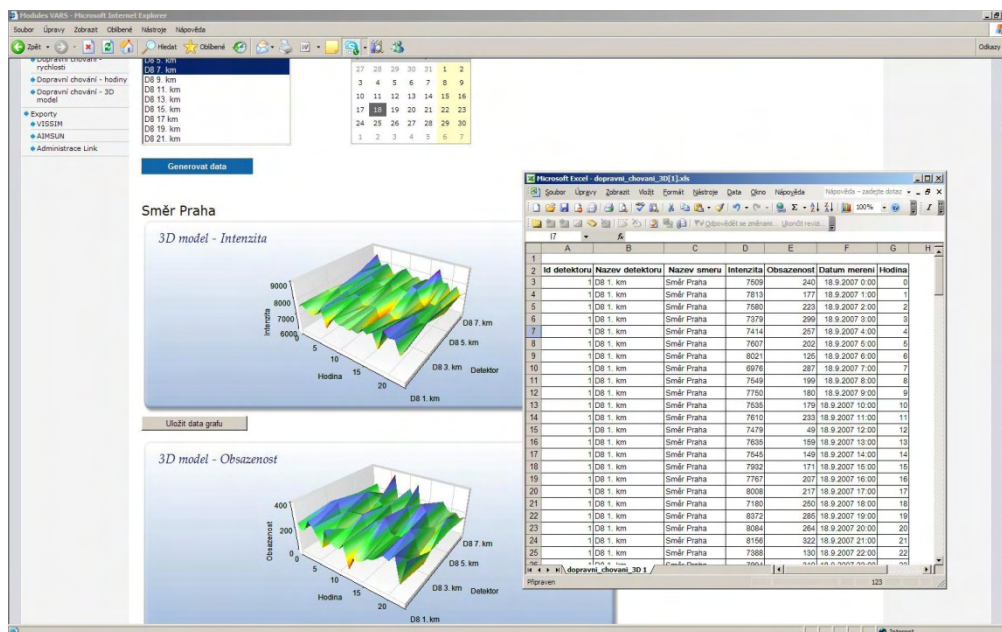 Modules VARS - Microsoft Internet Explorer
Soubor Úpravy Zobrazit Oblíbené Nástroje Nápověda
Zpět Hledat Oblíbené Odkazy
Dopravní chování -
rychlosti
Dopravní chování - hodiny
Dopravní chování - 3D
model
Exporty
VISSIM
AIMSUN
Administrace Link
D8 5. km
D8 7. km
D8 9. km
D8 11. km
D8 13. km
D8 15. km
D8 17 km
D8 19. km
D8 21. km
27 28 29 30 31 1 2
3 4 5 6 7 8 9
10 11 12 13 14 15 16
17 18 19 20 21 22 23
24 25 26 27 28 29 30
1 2 3 4 5 6 7
Generovat data
Směr Praha
3D model - Intenzita
9000
8000
7000
6000
Intenzita
0
5
10
15
20
Hodina
D8 7. km
D8 5. km
D8 3. km Detektor
D8 1. km
Uložit data grafu
3D model - Obsazenost
400
200
0
Obsazenost
0
5
10
15
20
Hodina
D8 7. km
D8 5. km
D8 3. km Detektor
D8 1. km
Microsoft Excel - dopravni_chovani_3D[1].xls
Soubor Úpravy Zobrazit Vložit Formát Nástroje Data Okno Nápověda Nápověda – zadejte dotaz
100%
Odpovědět se změnami... Ukončit revizi...
I7 fx
A B C D E F G H
1
2 Id detektoru Nazev detektoru Nazev smeru Intenzita Obsazenost Datum mereni Hodina
3 1 D8 1. km Směr Praha 7509 240 18.9.2007 0:00 0
4 1 D8 1. km Směr Praha 7813 177 18.9.2007 1:00 1
5 1 D8 1. km Směr Praha 7580 223 18.9.2007 2:00 2
6 1 D8 1. km Směr Praha 7379 299 18.9.2007 3:00 3
7 1 D8 1. km Směr Praha 7414 257 18.9.2007 4:00 4
8 1 D8 1. km Směr Praha 7607 202 18.9.2007 5:00 5
9 1 D8 1. km Směr Praha 8021 125 18.9.2007 6:00 6
10 1 D8 1. km Směr Praha 6976 287 18.9.2007 7:00 7
11 1 D8 1. km Směr Praha 7549 199 18.9.2007 8:00 8
12 1 D8 1. km Směr Praha 7750 180 18.9.2007 9:00 9
13 1 D8 1. km Směr Praha 7535 179 18.9.2007 10:00 10
14 1 D8 1. km Směr Praha 7610 233 18.9.2007 11:00 11
15 1 D8 1. km Směr Praha 7479 49 18.9.2007 12:00 12
16 1 D8 1. km Směr Praha 7635 159 18.9.2007 13:00 13
17 1 D8 1. km Směr Praha 7545 149 18.9.2007 14:00 14
18 1 D8 1. km Směr Praha 7932 171 18.9.2007 15:00 15
19 1 D8 1. km Směr Praha 7767 207 18.9.2007 16:00 16
20 1 D8 1. km Směr Praha 8008 217 18.9.2007 17:00 17
21 1 D8 1. km Směr Praha 7180 250 18.9.2007 18:00 18
22 1 D8 1. km Směr Praha 8372 285 18.9.2007 19:00 19
23 1 D8 1. km Směr Praha 8084 264 18.9.2007 20:00 20
24 1 D8 1. km Směr Praha 8156 322 18.9.2007 21:00 21
25 1 D8 1. km Směr Praha 7388 130 18.9.2007 22:00 22
dopravni_chovani_3D 1
Připraven 123
Internet